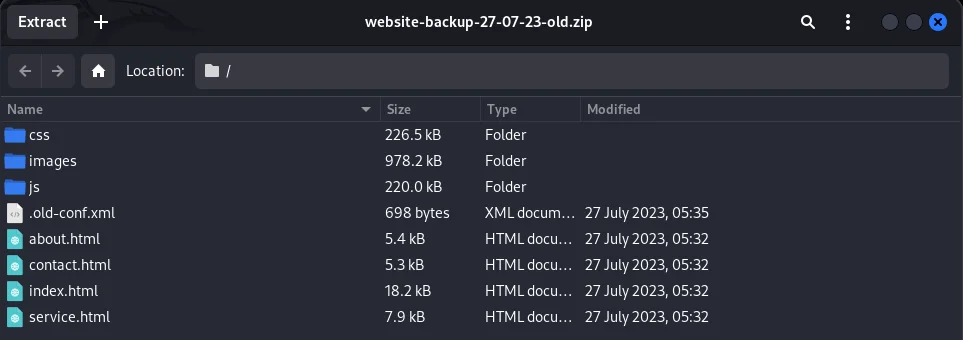 Extract + website-backup-27-07-23-old.zip
Location: /
Name Size Type Modified
css 226.5 kB Folder
images 978.2 kB Folder
js 220.0 kB Folder
.old-conf.xml 698 bytes XML docum... 27 July 2023, 05:35
about.html 5.4 kB HTML docu... 27 July 2023, 05:32
contact.html 5.3 kB HTML docu... 27 July 2023, 05:32
index.html 18.2 kB HTML docu... 27 July 2023, 05:32
service.html 7.9 kB HTML docu... 27 July 2023, 05:32